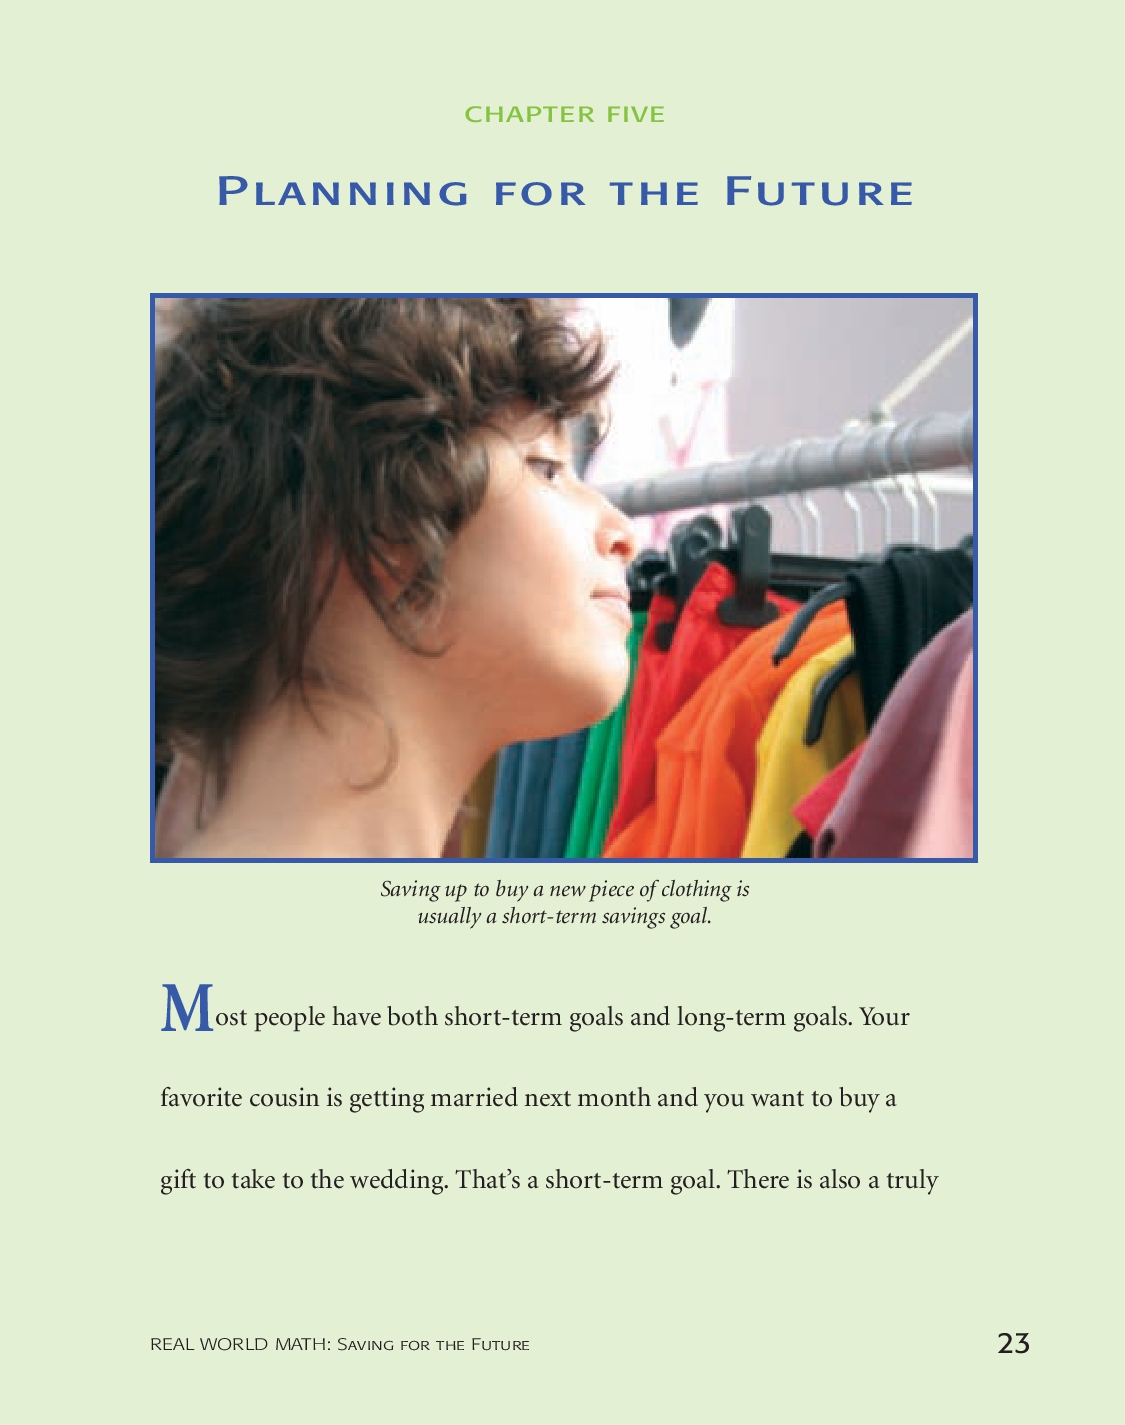 CHAPTER FIVE
Planning for the Future
Saving up to buy a new piece of clothing is
usually a short-term savings goal.
Most people have both short-term goals and long-term goals. Your
favorite cousin is getting married next month and you want to buy a
gift to take to the wedding. That’s a short-term goal. There is also a truly
REAL WORLD MATH: Saving for the Future
23